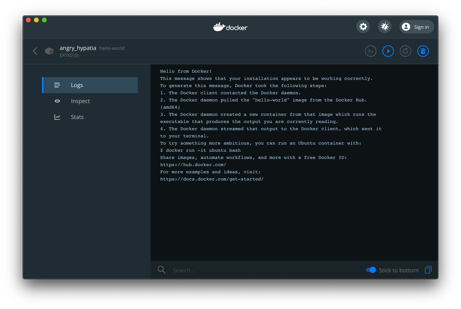 docker
Sign in
angry_hypatia hello-world
EXITED (0)
Logs
Inspect
Stats
Hello from Docker!
This message shows that your installation appears to be working correctly.
To generate this message, Docker took the following steps:
1. The Docker client contacted the Docker daemon.
2. The Docker daemon pulled the "hello-world" image from the Docker Hub.
(amd64)
3. The Docker daemon created a new container from that image which runs the
executable that produces the output you are currently reading.
4. The Docker daemon streamed that output to the Docker client, which sent it
to your terminal.
To try something more ambitious, you can run an Ubuntu container with:
$ docker run -it ubuntu bash
Share images, automate workflows, and more with a free Docker ID:
https://hub.docker.com/
For more examples and ideas, visit:
https://docs.docker.com/get-started/
Search...
Stick to bottom